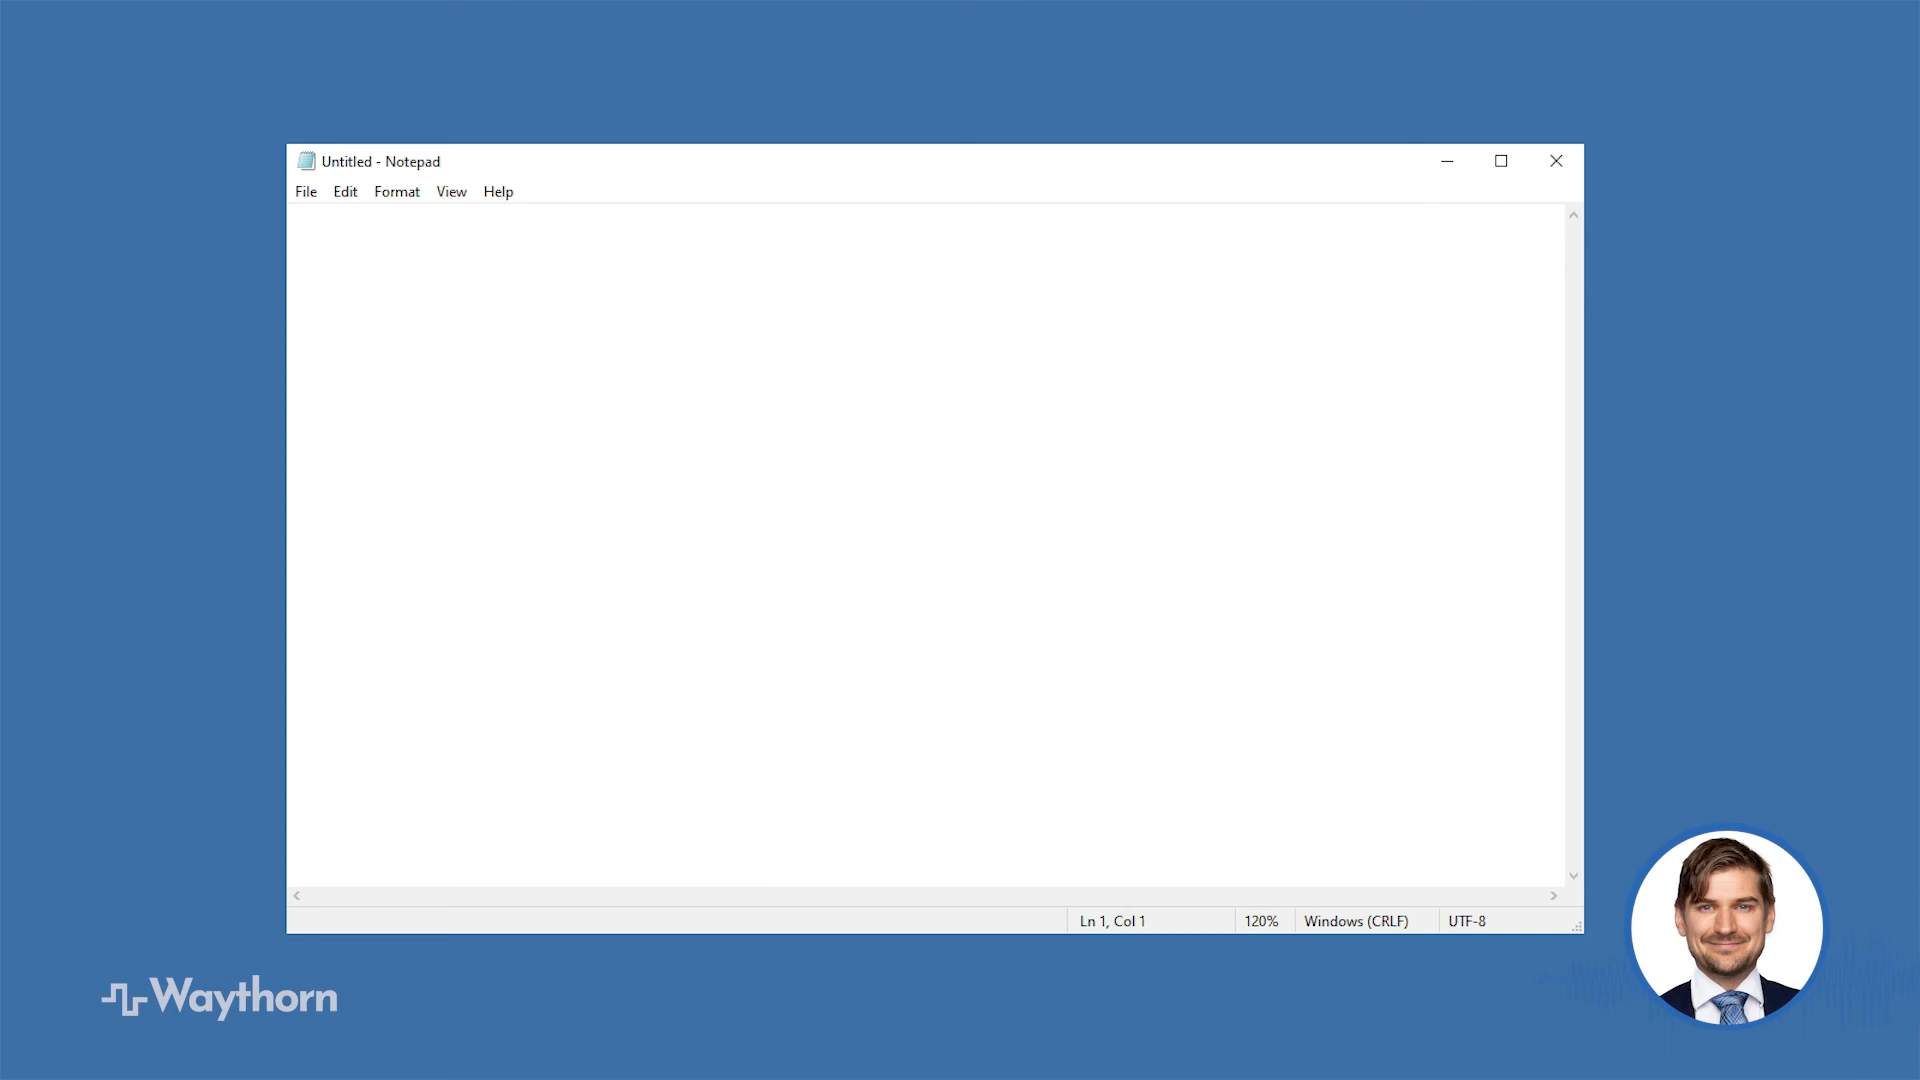 Untitled - Notepad
File Edit Format View Help
Ln 1, Col 1 120% Windows (CRLF) UTF-8
Waythorn